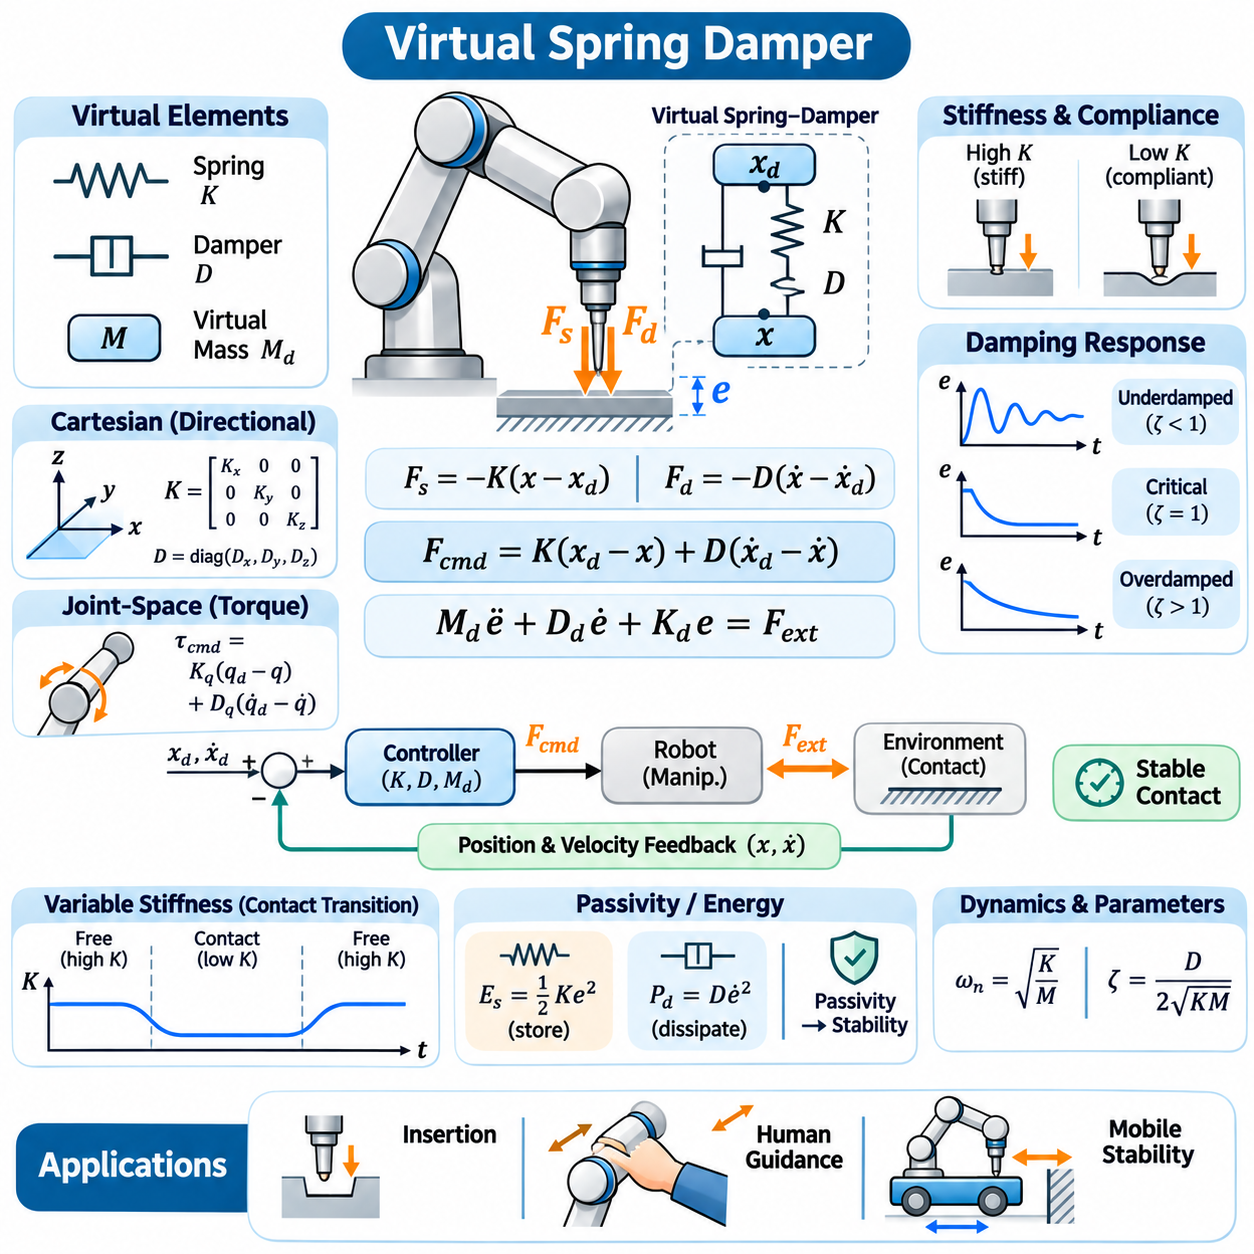 Virtual Spring Damper
Virtual Elements
Spring
K
Damper
D
M
Virtual
Mass M_d
Virtual Spring–Damper
x_d
K
D
x
F_s
F_d
e
Stiffness & Compliance
High K
(stiff)
Low K
(compliant)
Damping Response
e
t
Underdamped
(ζ < 1)
e
t
Critical
(ζ = 1)
e
t
Overdamped
(ζ > 1)
Cartesian (Directional)
z
y
x
K = [K_x 0 0
0 K_y 0
0 0 K_z]
D = diag(D_x, D_y, D_z)
F_s = −K(x − x_d) | F_d = −D(ẋ − ẋ_d)
F_cmd = K(x_d − x) + D(ẋ_d − ẋ)
M_d ë + D_d ė + K_d e = F_ext
Joint-Space (Torque)
τ_cmd =
K_q(q_d − q)
+ D_q(q̇_d − q̇)
x_d, ẋ_d
+
+
−
Controller
(K, D, M_d)
F_cmd
Robot
(Manip.)
F_ext
Environment
(Contact)
Stable
Contact
Position & Velocity Feedback (x, ẋ)
Variable Stiffness (Contact Transition)
Free
(high K)
Contact
(low K)
Free
(high K)
K
t
Passivity / Energy
E_s = 1/2 Ke²
(store)
P_d = Dė²
(dissipate)
Passivity
→ Stability
Dynamics & Parameters
ω_n = √(K/M) | ζ = D/(2√KM)
Applications
Insertion
Human
Guidance
Mobile
Stability